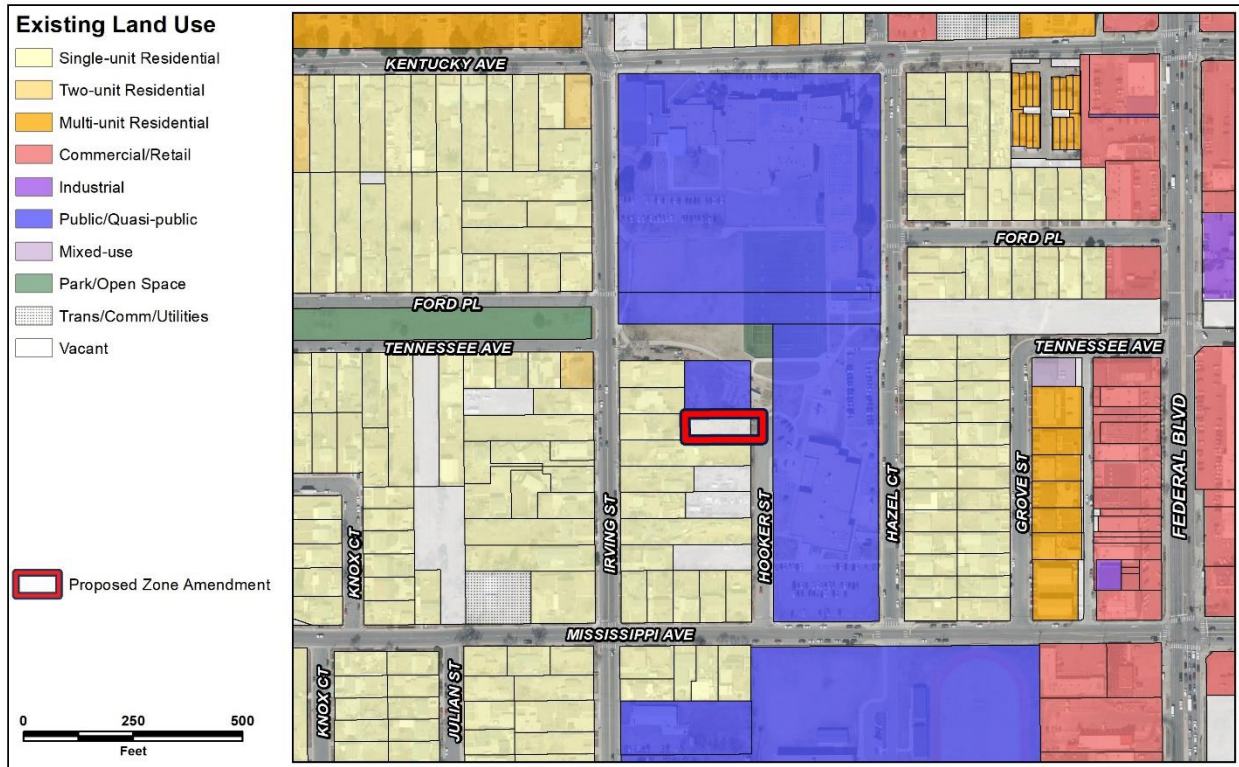 Existing Land Use
Single-unit Residential
Two-unit Residential
Multi-unit Residential
Commercial/Retail
Industrial
Public/Quasi-public
Mixed-use
Park/Open Space
Trans/Comm/Utilities
Vacant
Proposed Zone Amendment
0 250 500
Feet
KENTUCKY AVE
FORD PL
FORD PL
TENNESSEE AVE
TENNESSEE AVE
KNOX CT
IRVING ST
HOOKER ST
HAZEL CT
GROVE ST
FEDERAL BLVD
MISSISSIPPI AVE
KNOX CT
JULIAN ST